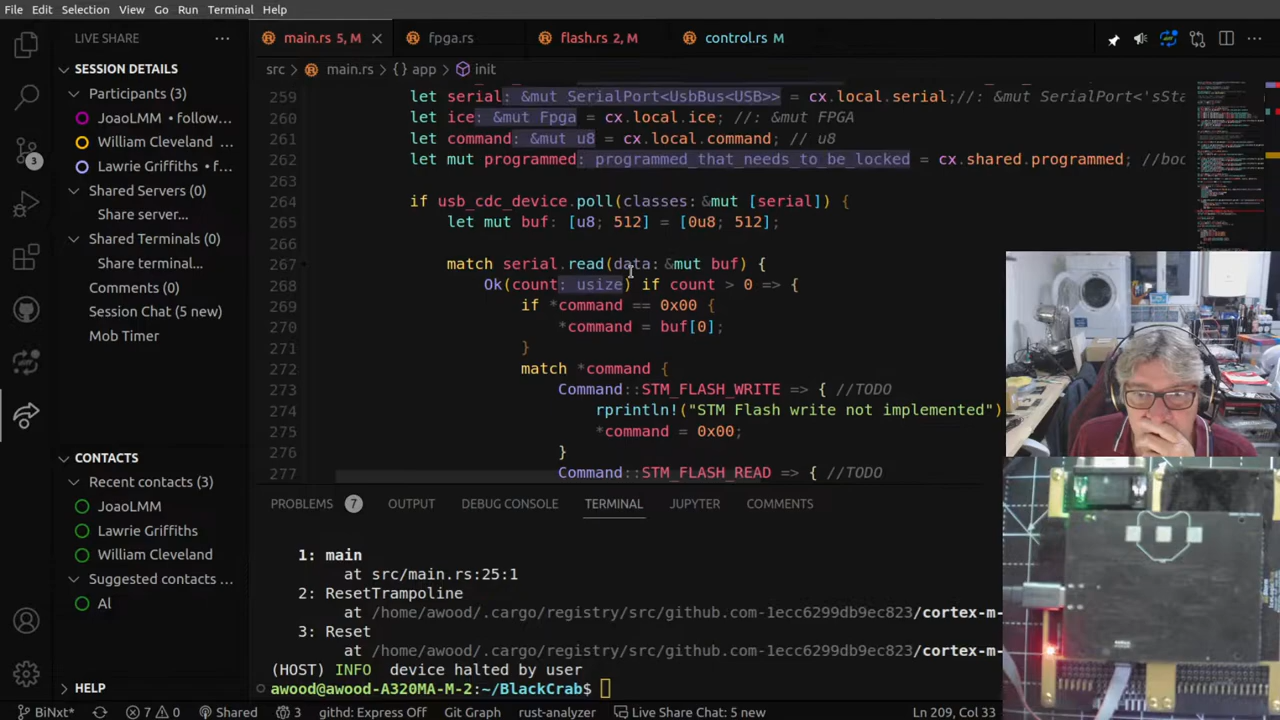 File Edit Selection View Go Run Terminal Help
LIVE SHARE ···
main.rs 5, M
fpga.rs
flash.rs 2, M
control.rs M
SESSION DETAILS
src › main.rs › {} app › init
Participants (3)
JoaoLMM • follow...
William Cleveland ...
Lawrie Griffiths • f...
Shared Servers (0)
Share server...
Shared Terminals (0)
Share terminal...
Comments (0)
Session Chat (5 new)
Mob Timer
3
CONTACTS
Recent contacts (3)
JoaoLMM
Lawrie Griffiths
William Cleveland
Suggested contacts ...
Al
HELP
259 let serial: &mut SerialPort<UsbBus<USB>> = cx.local.serial;//: &mut SerialPort<'sSta
260 let ice: &mut Fpga = cx.local.ice; //: &mut FPGA
261 let command: &mut u8 = cx.local.command;// u8
262 let mut programmed: programmed_that_needs_to_be_locked = cx.shared.programmed; //boo
263
264 if usb_cdc_device.poll(classes: &mut [serial]) {
265 let mut buf: [u8; 512] = [0u8; 512];
266
267 match serial.read(data: &mut buf) {
268 Ok(count: usize) if count > 0 => {
269 if *command == 0x00 {
270 *command = buf[0];
271 }
272 match *command {
273 Command::STM_FLASH_WRITE => { //TODO
274 rprintln!("STM Flash write not implemented")
275 *command = 0x00;
276 }
277 Command::STM_FLASH_READ => { //TODO
PROBLEMS 7 OUTPUT DEBUG CONSOLE TERMINAL JUPYTER COMMENTS
1: main
at src/main.rs:25:1
2: ResetTrampoline
at /home/awood/.cargo/registry/src/github.com-1ecc6299db9ec823/cortex-m-
3: Reset
at /home/awood/.cargo/registry/src/github.com-1ecc6299db9ec823/cortex-m-
(HOST) INFO device halted by user
awood@awood-A320MA-M-2:~/BlackCrab$
BiNxt* 7 0 Shared 3 githd: Express Off Git Graph rust-analyzer Live Share Chat: 5 new Ln 209, Col 33